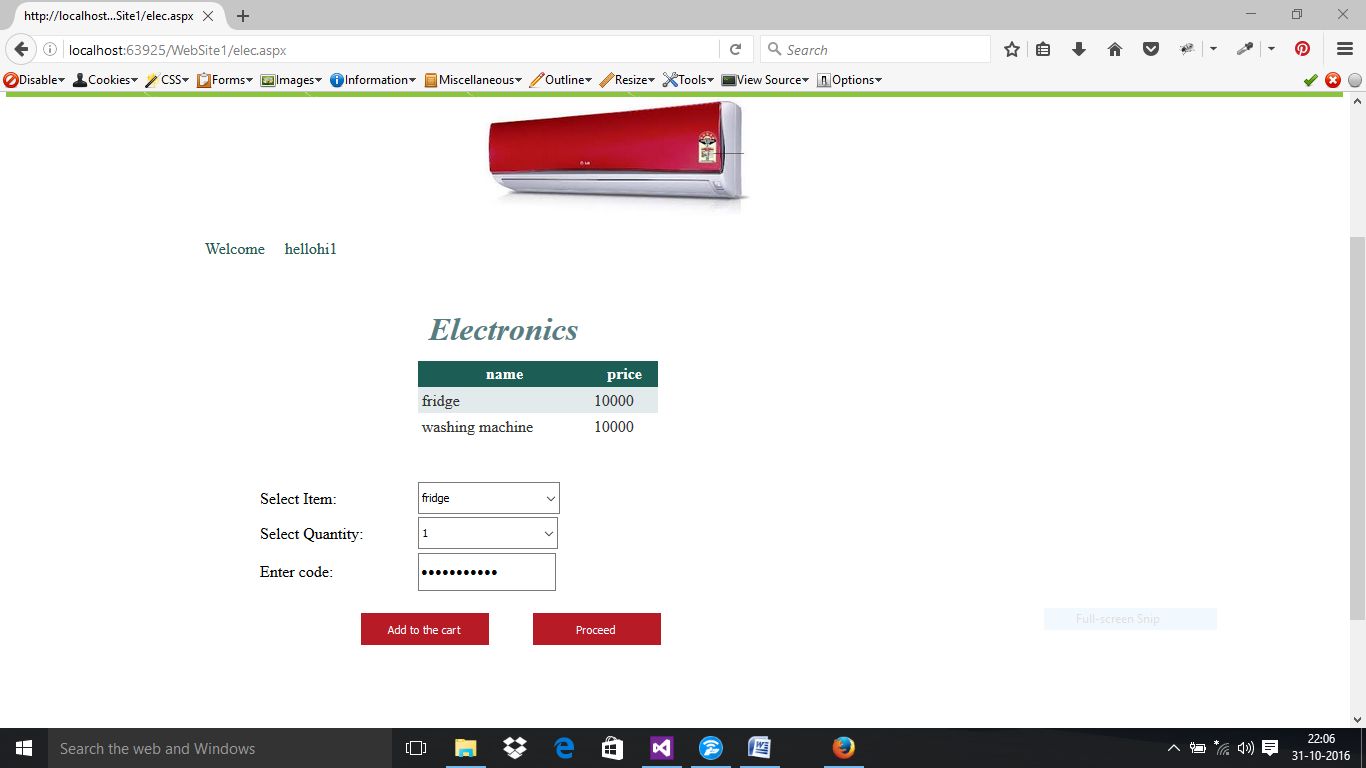 http://localhost...Site1/elec.aspx
localhost:63925/WebSite1/elec.aspx
Search
Disable Cookies CSS Forms Images Information Miscellaneous Outline Resize Tools View Source Options
LG
Welcome hellohi1
Electronics
name price
fridge 10000
washing machine 10000
Select Item: fridge
Select Quantity: 1
Enter code: •••••••••••
Add to the cart Proceed
Full-screen Snip
Search the web and Windows
22:06
31-10-2016